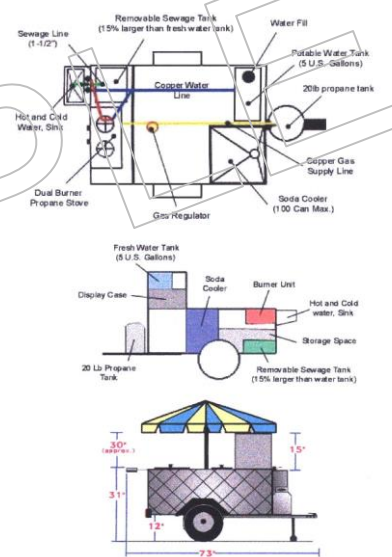 Removable Sewage Tank
(15% larger than fresh water tank)
Water Fill
Sewage Line
(1-1/2")
Potable Water Tank
(5 U.S. Gallons)
Copper Water
Line
20lb propane tank
Hot and Cold
Water, Sink
Copper Gas
Supply Line
Dual Burner
Propane Stove
Gas Regulator
Soda Cooler
(100 Can Max.)
Fresh Water Tank
(5 U.S. Gallons)
Soda
Cooler
Burner Unit
Display Case
Hot and Cold
water, Sink
Storage Space
20 Lb Propane
Tank
Removable Sewage Tank
(15% larger than water tank)
30"
(approx.)
15"
31"
12"
73"